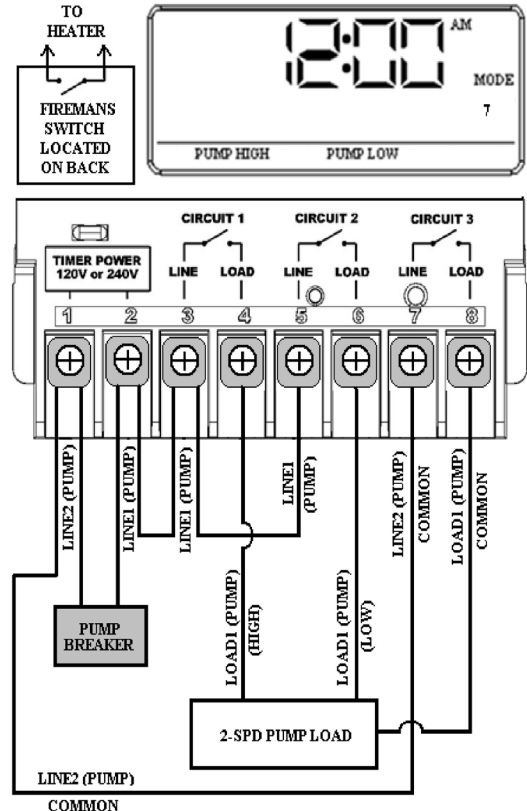 TO
HEATER
FIREMANS
SWITCH
LOCATED
ON BACK
12:00 AM
MODE
7
PUMP HIGH PUMP LOW
CIRCUIT 1 CIRCUIT 2 CIRCUIT 3
TIMER POWER
120V or 240V
LINE LOAD LINE LOAD LINE LOAD
1 2 3 4 5 6 7 8
LINE2 (PUMP)
LINE1 (PUMP)
LINE1 (PUMP)
LINE1
(PUMP)
LINE2 (PUMP)
COMMON
LOAD1 (PUMP)
COMMON
LOAD1 (PUMP)
(HIGH)
LOAD1 (PUMP)
(LOW)
PUMP
BREAKER
2-SPD PUMP LOAD
LINE2 (PUMP)
COMMON